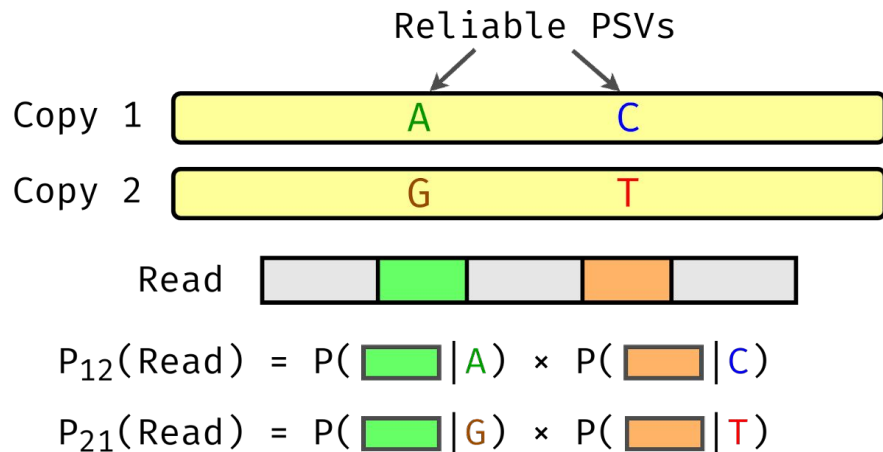 Reliable PSVs
Copy 1 A C
Copy 2 G T
Read
P₁₂(Read) = P( |A) × P( |C)
P₂₁(Read) = P( |G) × P( |T)